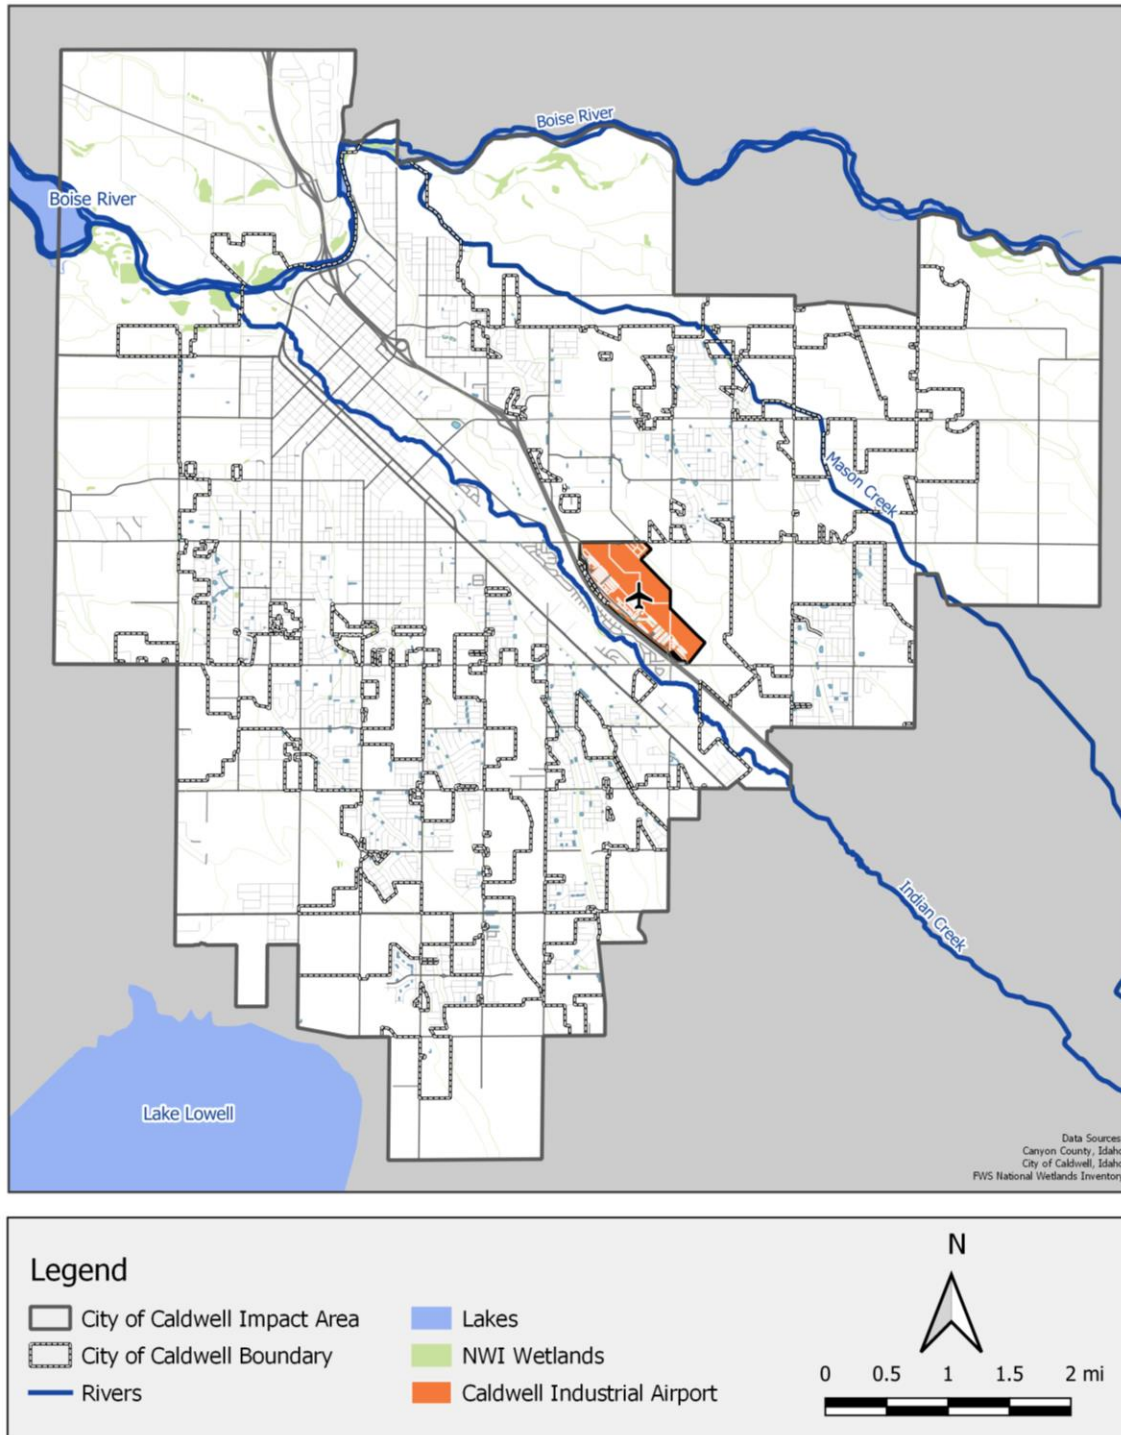 Boise River
Boise River
Mason Creek
Indian Creek
Lake Lowell
Data Sources
Canyon County, Idaho
City of Caldwell, Idaho
FWS National Wetlands Inventory
Legend
City of Caldwell Impact Area
City of Caldwell Boundary
Rivers
Lakes
NWI Wetlands
Caldwell Industrial Airport
N
0 0.5 1 1.5 2 mi